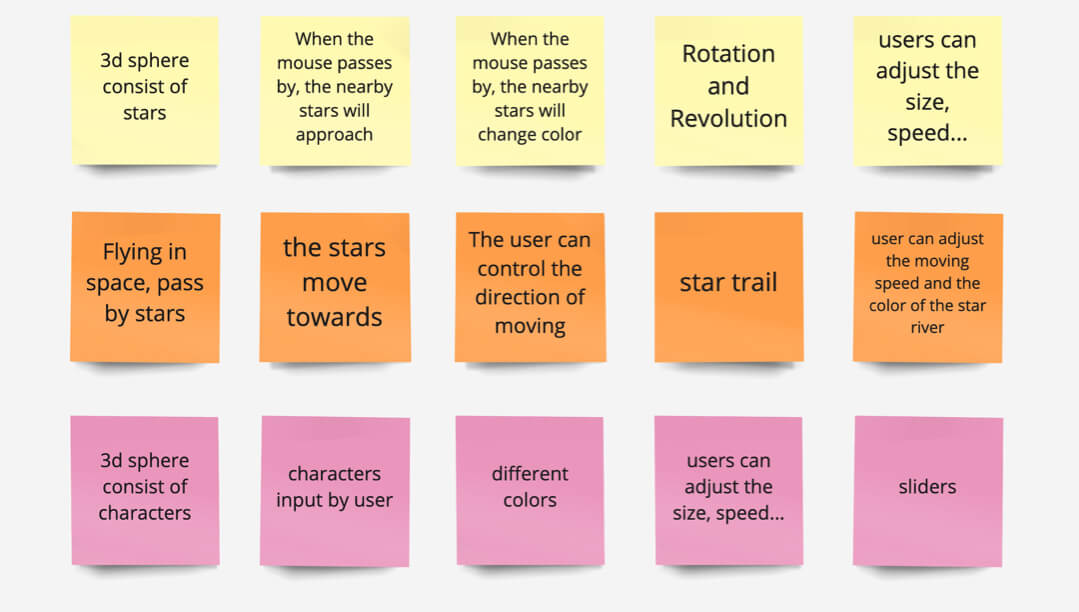 3d sphere
consist of
stars
When the
mouse passes
by, the nearby
stars will
approach
When the
mouse passes
by, the nearby
stars will
change color
Rotation
and
Revolution
users can
adjust the
size,
speed...
Flying in
space, pass
by stars
the stars
move
towards
The user can
control the
direction of
moving
star trail
user can adjust
the moving
speed and the
color of the star
river
3d sphere
consist of
characters
characters
input by user
different
colors
users can
adjust the
size, speed...
sliders